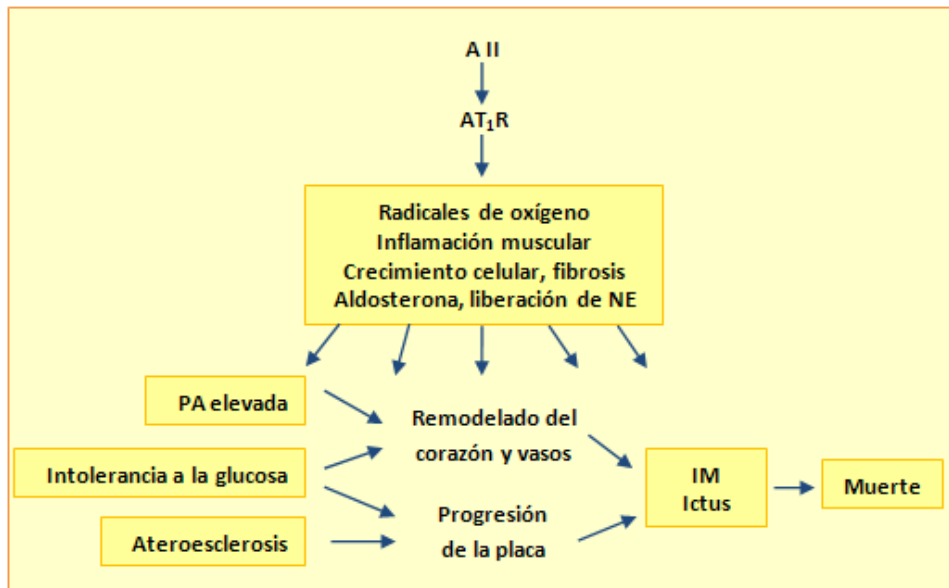 A II
AT₁R
Radicales de oxígeno
Inflamación muscular
Crecimiento celular, fibrosis
Aldosterona, liberación de NE
PA elevada
Remodelado del
corazón y vasos
Intolerancia a la glucosa
IM
Ictus
Muerte
Progresión
de la placa
Ateroesclerosis